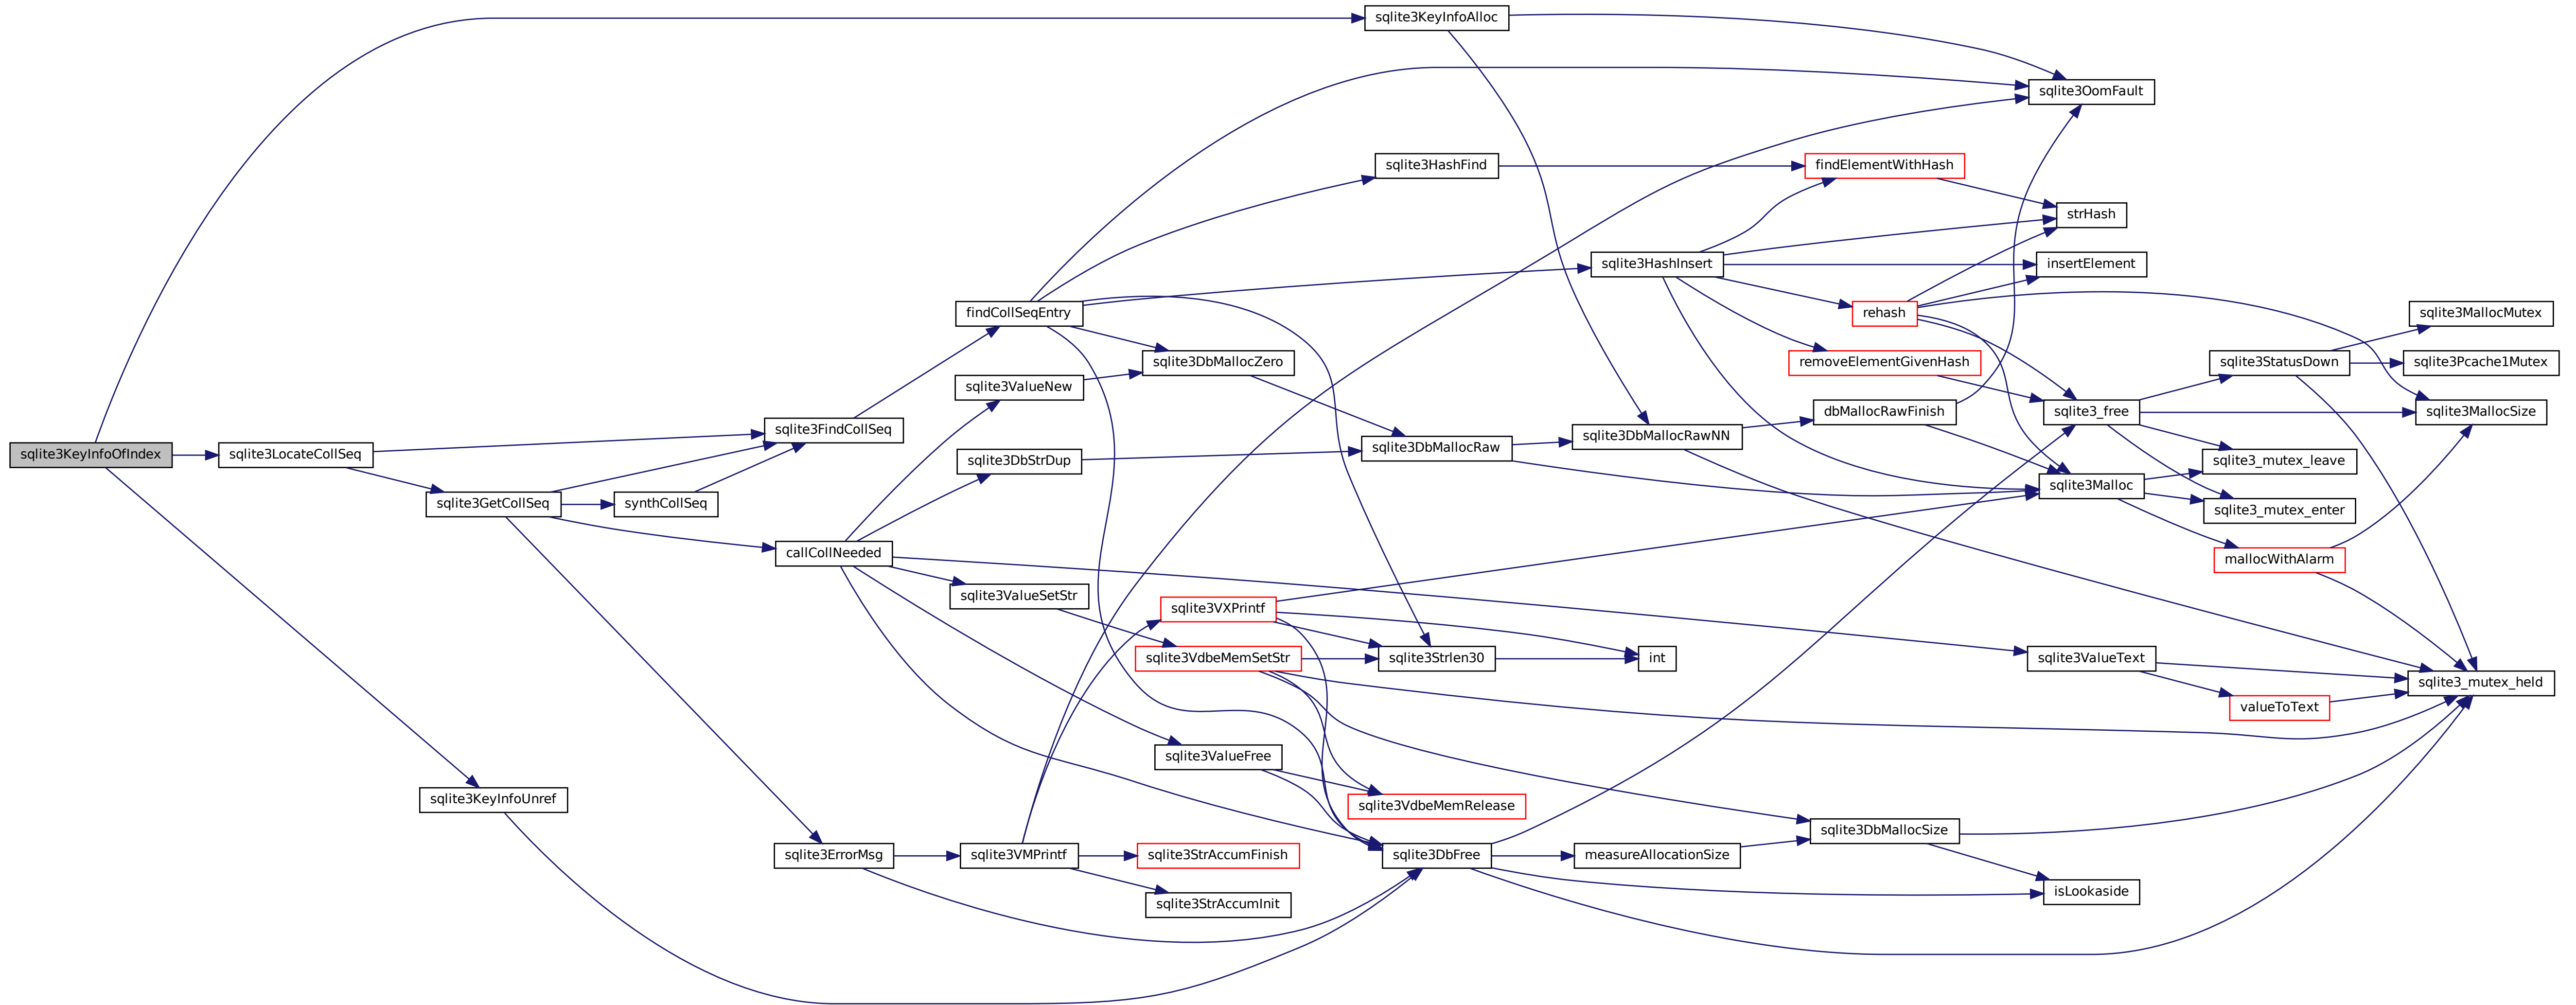 sqlite3KeyInfoOfIndex
sqlite3LocateCollSeq
sqlite3KeyInfoUnref
sqlite3GetCollSeq
synthCollSeq
sqlite3FindCollSeq
callCollNeeded
sqlite3ErrorMsg
findCollSeqEntry
sqlite3ValueNew
sqlite3DbStrDup
sqlite3ValueSetStr
sqlite3VMPrintf
sqlite3DbMallocZero
sqlite3VXPrintf
sqlite3VdbeMemSetStr
sqlite3ValueFree
sqlite3StrAccumFinish
sqlite3StrAccumInit
sqlite3KeyInfoAlloc
sqlite3HashFind
sqlite3DbMallocRaw
sqlite3Strlen30
sqlite3VdbeMemRelease
sqlite3DbFree
sqlite3HashInsert
sqlite3DbMallocRawNN
int
measureAllocationSize
findElementWithHash
rehash
removeElementGivenHash
dbMallocRawFinish
sqlite3DbMallocSize
sqlite3OomFault
strHash
insertElement
sqlite3_free
sqlite3Malloc
sqlite3ValueText
isLookaside
sqlite3StatusDown
sqlite3_mutex_leave
sqlite3_mutex_enter
mallocWithAlarm
valueToText
sqlite3MallocMutex
sqlite3Pcache1Mutex
sqlite3MallocSize
sqlite3_mutex_held